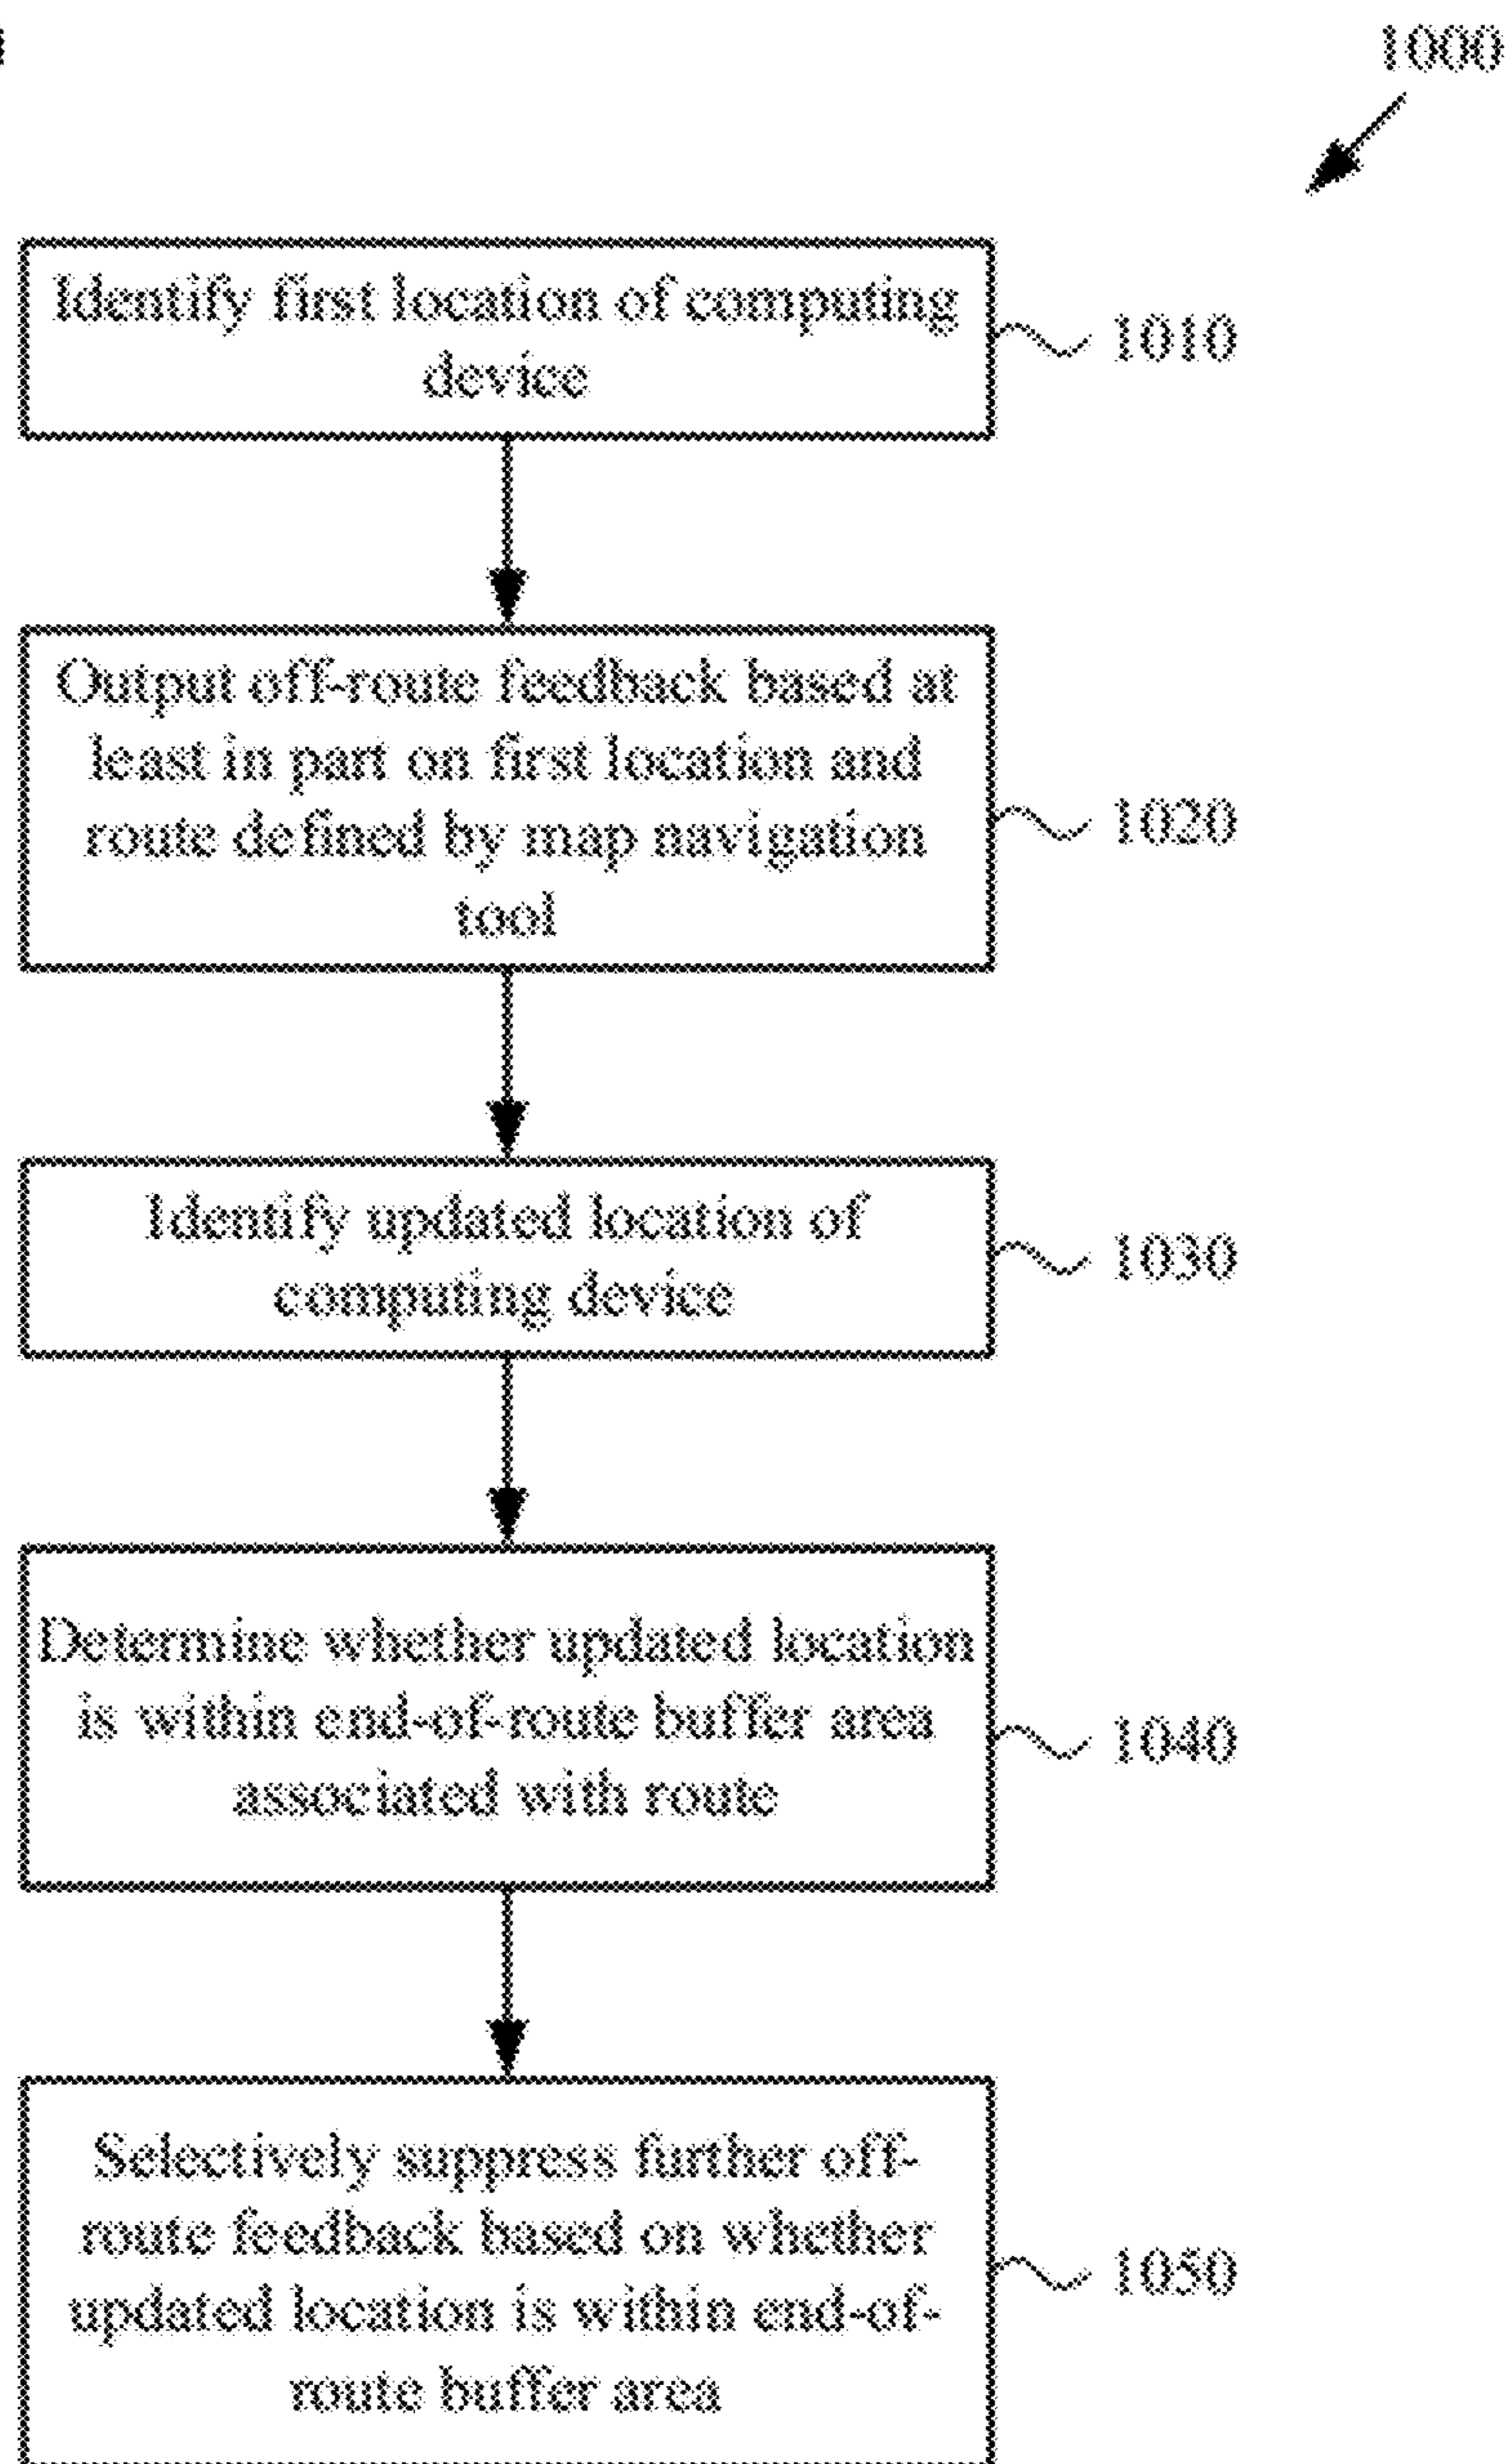 1000
Identify first location of computing
device
1010
Output off-route feedback based at
least in part on first location and
route defined by map navigation
tool
1020
Identify updated location of
computing device
1030
Determine whether updated location
is within end-of-route buffer area
associated with route
1040
Selectively suppress further off-
route feedback based on whether
updated location is within end-of-
route buffer area
1050